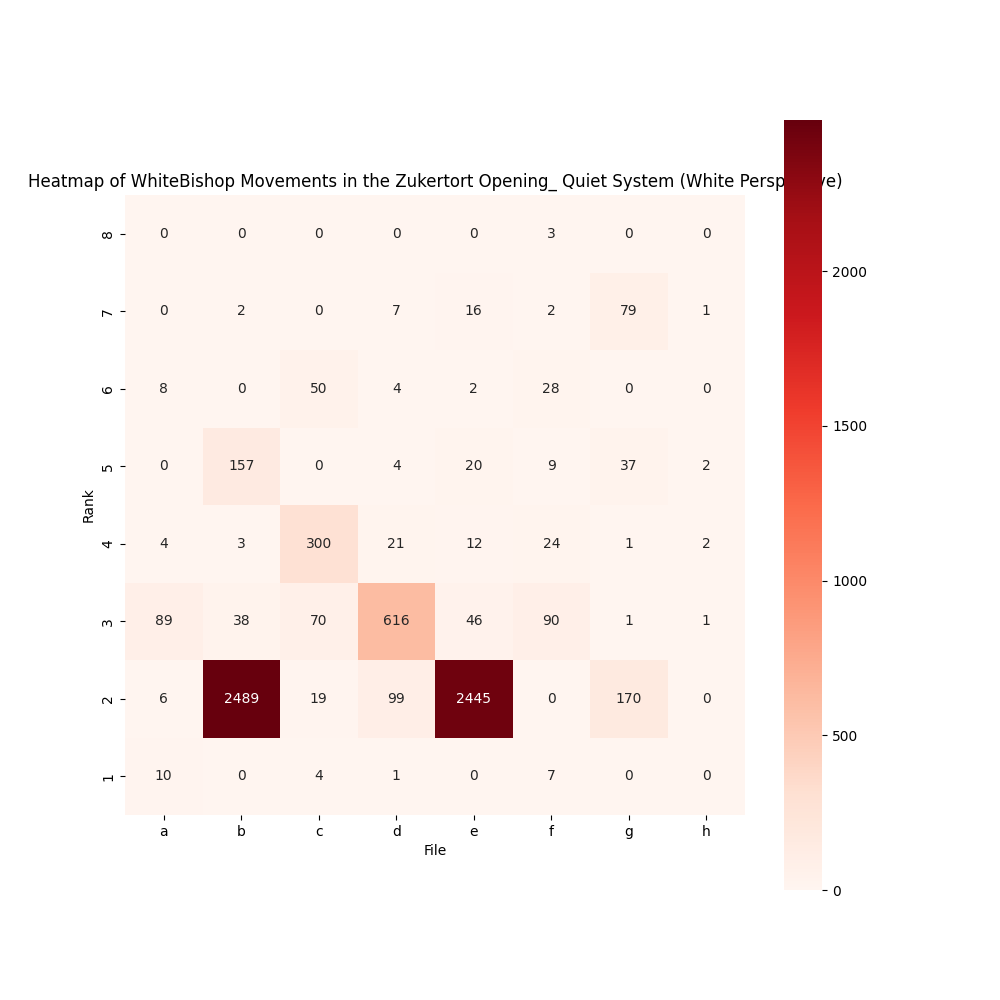 Heatmap of WhiteBishop Movements in the Zukertort Opening_ Quiet System (White Perspective)
8 0 0 0 0 0 3 0 0
7 0 2 0 7 16 2 79 1
6 8 0 50 4 2 28 0 0
5 0 157 0 4 20 9 37 2
4 4 3 300 21 12 24 1 2
3 89 38 70 616 46 90 1 1
2 6 2489 19 99 2445 0 170 0
1 10 0 4 1 0 7 0 0
a b c d e f g h
File
Rank
2000
1500
1000
500
0